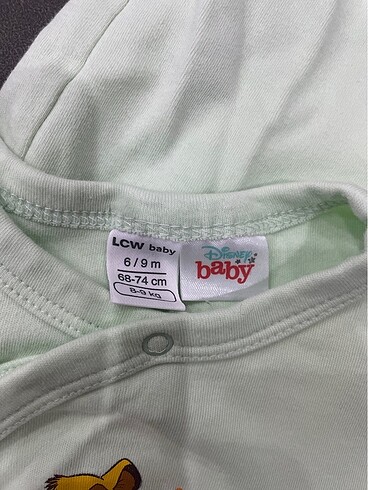 LCW baby
6 / 9 m
68-74 cm
8-9 kg
Disney
baby